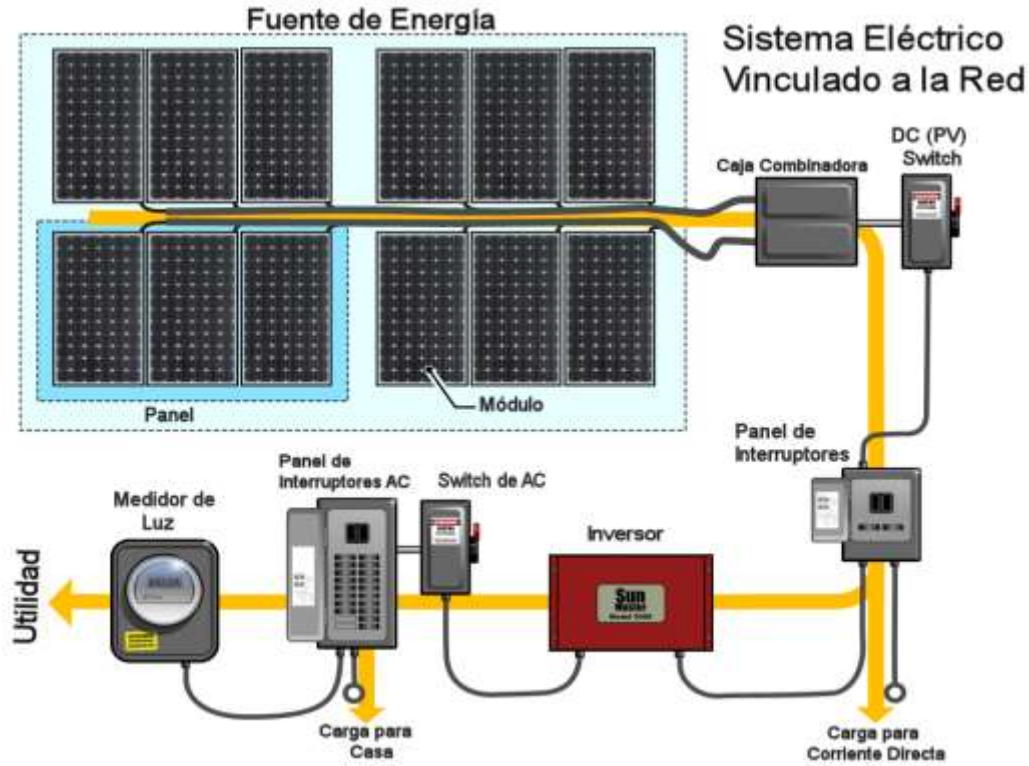 Fuente de Energía
Sistema Eléctrico
Vinculado a la Red
DC (PV)
Switch
Caja Combinadora
Panel
Módulo
Panel de
Interruptores
Panel de
Interruptores AC
Switch de AC
Medidor de
Luz
Inversor
Sun
Utilidad
Carga para
Casa
Carga para
Corriente Directa